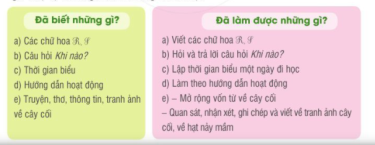 Đã biết những gì?
a) Các chữ hoa R, S
b) Câu hỏi Khi nào?
c) Thời gian biểu
d) Hướng dẫn hoạt động
e) Truyện, thơ, thông tin, tranh ảnh
về cây cối
Đã làm được những gì?
a) Viết các chữ hoa R, S
b) Hỏi và trả lời câu hỏi Khi nào?
c) Lập thời gian biểu một ngày đi học
d) Làm theo hướng dẫn hoạt động
e) – Mở rộng vốn từ về cây cối
– Quan sát, nhận xét, ghi chép và viết về tranh ảnh cây
cối, về hạt nảy mầm